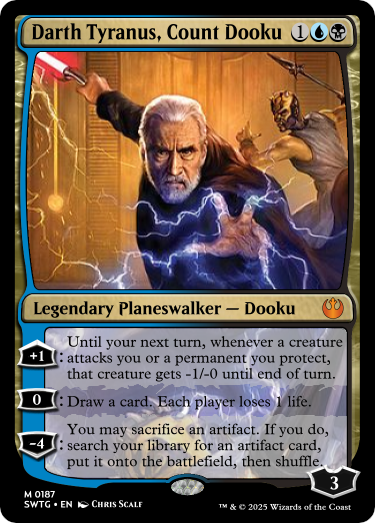 Darth Tyranus, Count Dooku 1
Legendary Planeswalker — Dooku
+1: Until your next turn, whenever a creature
attacks you or a permanent you protect,
that creature gets -1/-0 until end of turn.
0: Draw a card. Each player loses 1 life.
-4: You may sacrifice an artifact. If you do,
search your library for an artifact card,
put it onto the battlefield, then shuffle.
3
M 0187
SWTG • EN Chris Scalf
™ & © 2025 Wizards of the Coast